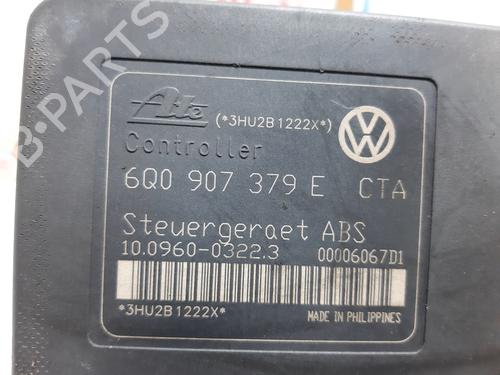 Ate (*3HU2B1222X*)
Controller
6Q0 907 379 E CTA
Steuergeraet ABS
10.0960-0322.3 00006067D1
*3HU2B1222X* MADE IN PHILIPPINES
B-PARTS